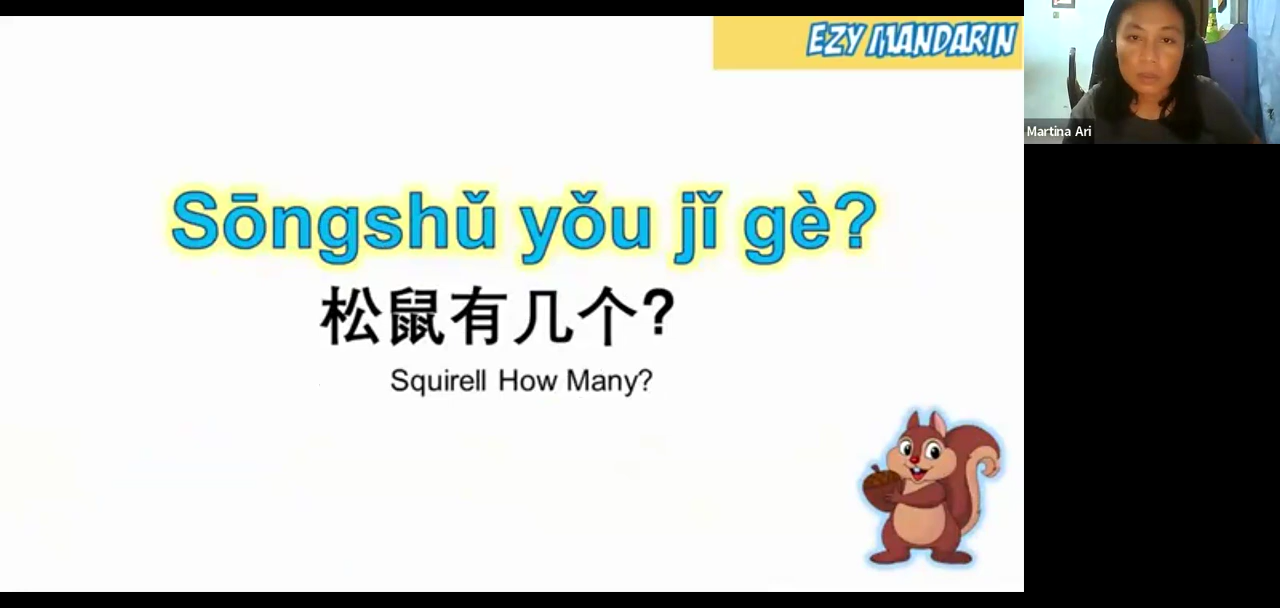 EZY MANDARIN
Martina Ari
Sōngshǔ yǒu jǐ gè?
松鼠有几个?
Squirell How Many?